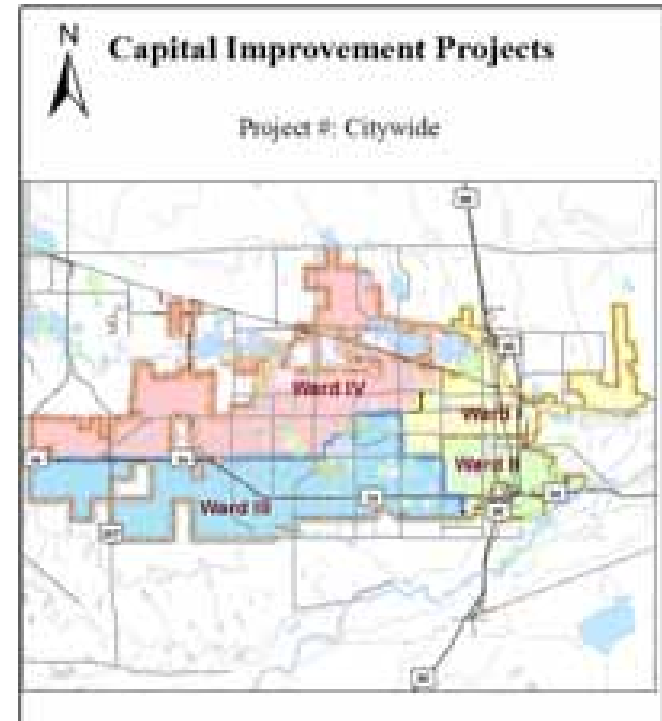 N
Capital Improvement Projects
Project #: Citywide
Ward IV
Ward I
Ward II
Ward III